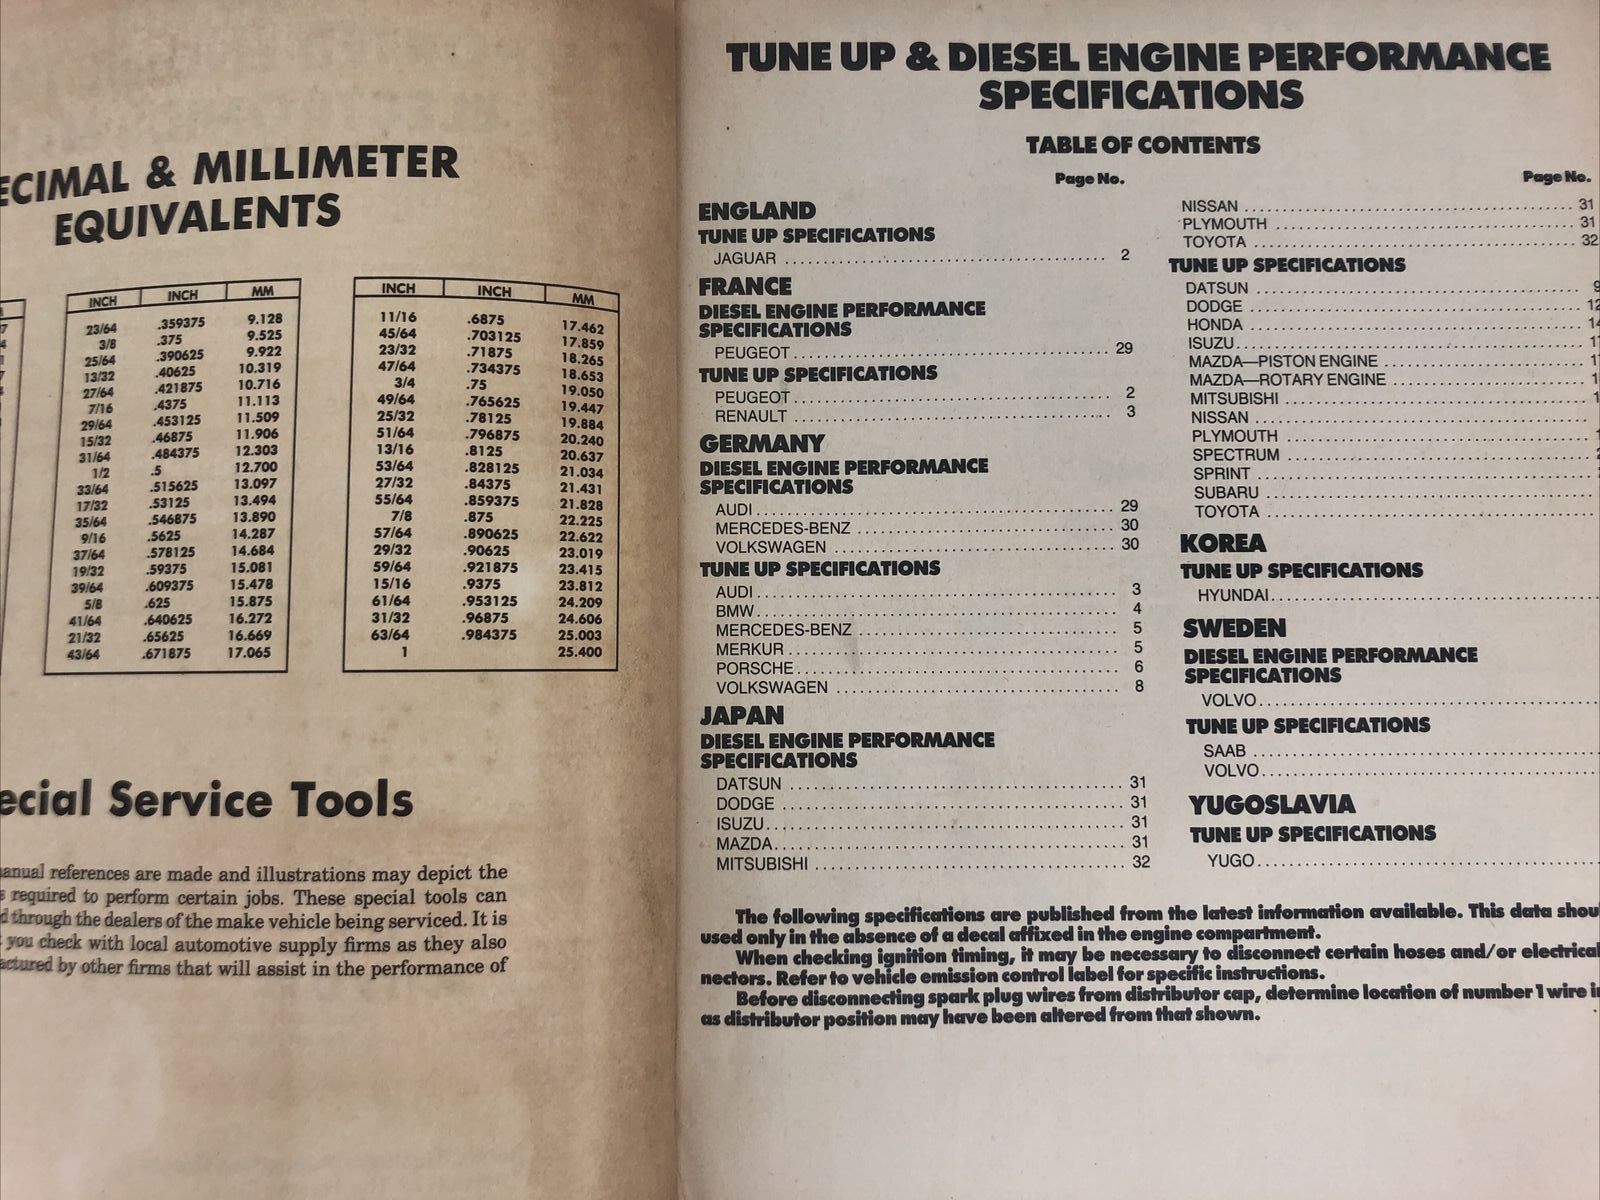 DECIMAL & MILLIMETER
EQUIVALENTS
INCH INCH MM
23/64 .359375 9.128
3/8 .375 9.525
25/64 .390625 9.922
13/32 .40625 10.319
27/64 .421875 10.716
7/16 .4375 11.113
29/64 .453125 11.509
15/32 .46875 11.906
31/64 .484375 12.303
1/2 .5 12.700
33/64 .515625 13.097
17/32 .53125 13.494
35/64 .546875 13.890
9/16 .5625 14.287
37/64 .578125 14.684
19/32 .59375 15.081
39/64 .609375 15.478
5/8 .625 15.875
41/64 .640625 16.272
21/32 .65625 16.669
43/64 .671875 17.065
INCH INCH MM
11/16 .6875 17.462
45/64 .703125 17.859
23/32 .71875 18.265
47/64 .734375 18.653
3/4 .75 19.050
49/64 .765625 19.447
25/32 .78125 19.884
51/64 .796875 20.240
13/16 .8125 20.637
53/64 .828125 21.034
27/32 .84375 21.431
55/64 .859375 21.828
7/8 .875 22.225
57/64 .890625 22.622
29/32 .90625 23.019
59/64 .921875 23.415
15/16 .9375 23.812
61/64 .953125 24.209
31/32 .96875 24.606
63/64 .984375 25.003
1 25.400
ecial Service Tools
anual references are made and illustrations may depict the
required to perform certain jobs. These special tools can
through the dealers of the make vehicle being serviced. It is
you check with local automotive supply firms as they also
actured by other firms that will assist in the performance of
TUNE UP & DIESEL ENGINE PERFORMANCE
SPECIFICATIONS
TABLE OF CONTENTS
Page No.
ENGLAND
TUNE UP SPECIFICATIONS
JAGUAR 2
FRANCE
DIESEL ENGINE PERFORMANCE
SPECIFICATIONS
PEUGEOT 29
TUNE UP SPECIFICATIONS
PEUGEOT 2
RENAULT 3
GERMANY
DIESEL ENGINE PERFORMANCE
SPECIFICATIONS
AUDI 29
MERCEDES-BENZ 30
VOLKSWAGEN 30
TUNE UP SPECIFICATIONS
AUDI 3
BMW 4
MERCEDES-BENZ 5
MERKUR 5
PORSCHE 6
VOLKSWAGEN 8
JAPAN
DIESEL ENGINE PERFORMANCE
SPECIFICATIONS
DATSUN 31
DODGE 31
ISUZU 31
MAZDA 31
MITSUBISHI 32
Page No.
NISSAN 31
PLYMOUTH 31
TOYOTA 32
TUNE UP SPECIFICATIONS
DATSUN 9
DODGE 12
HONDA 14
ISUZU
MAZDA—PISTON ENGINE
MAZDA—ROTARY ENGINE
MITSUBISHI
NISSAN
PLYMOUTH
SPECTRUM
SPRINT
SUBARU
TOYOTA
KOREA
TUNE UP SPECIFICATIONS
HYUNDAI
SWEDEN
DIESEL ENGINE PERFORMANCE
SPECIFICATIONS
VOLVO
TUNE UP SPECIFICATIONS
SAAB
VOLVO
YUGOSLAVIA
TUNE UP SPECIFICATIONS
YUGO
The following specifications are published from the latest information available. This data shou
used only in the absence of a decal affixed in the engine compartment.
When checking ignition timing, it may be necessary to disconnect certain hoses and/or electrical
nectors. Refer to vehicle emission control label for specific instructions.
Before disconnecting spark plug wires from distributor cap, determine location of number 1 wire in
as distributor position may have been altered from that shown.